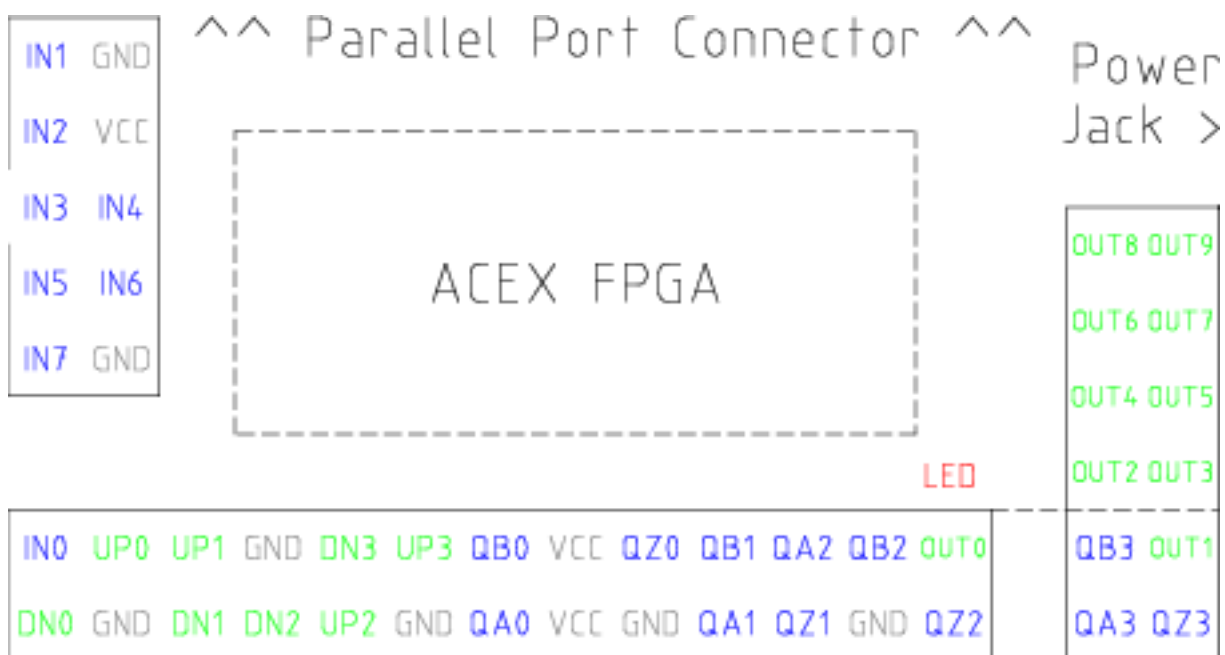 ^^ Parallel Port Connector ^^
Power
Jack >
IN1 GND
IN2 VCC
IN3 IN4
IN5 IN6
IN7 GND
ACEX FPGA
OUT8 OUT9
OUT6 OUT7
OUT4 OUT5
OUT2 OUT3
LED
IN0 UP0 UP1 GND DN3 UP3 QB0 VCC QZ0 QB1 QA2 QB2 OUT0
DN0 GND DN1 DN2 UP2 GND QA0 VCC GND QA1 QZ1 GND QZ2
QB3 OUT1
QA3 QZ3